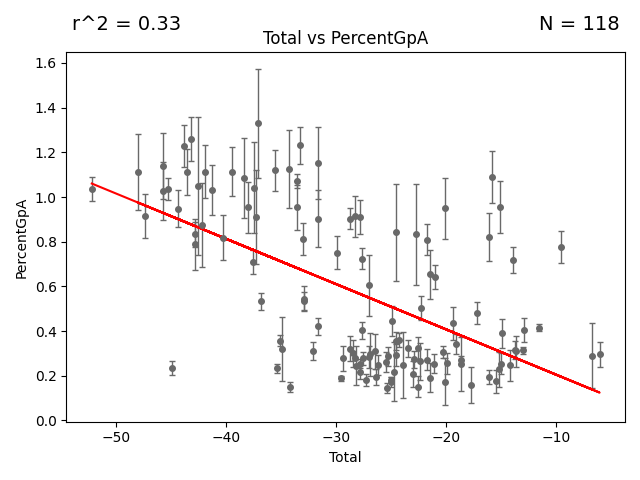 r^2 = 0.33
N = 118
Total vs PercentGpA
PercentGpA
1.6
1.4
1.2
1.0
0.8
0.6
0.4
0.2
0.0
−50
−40
−30
−20
−10
Total